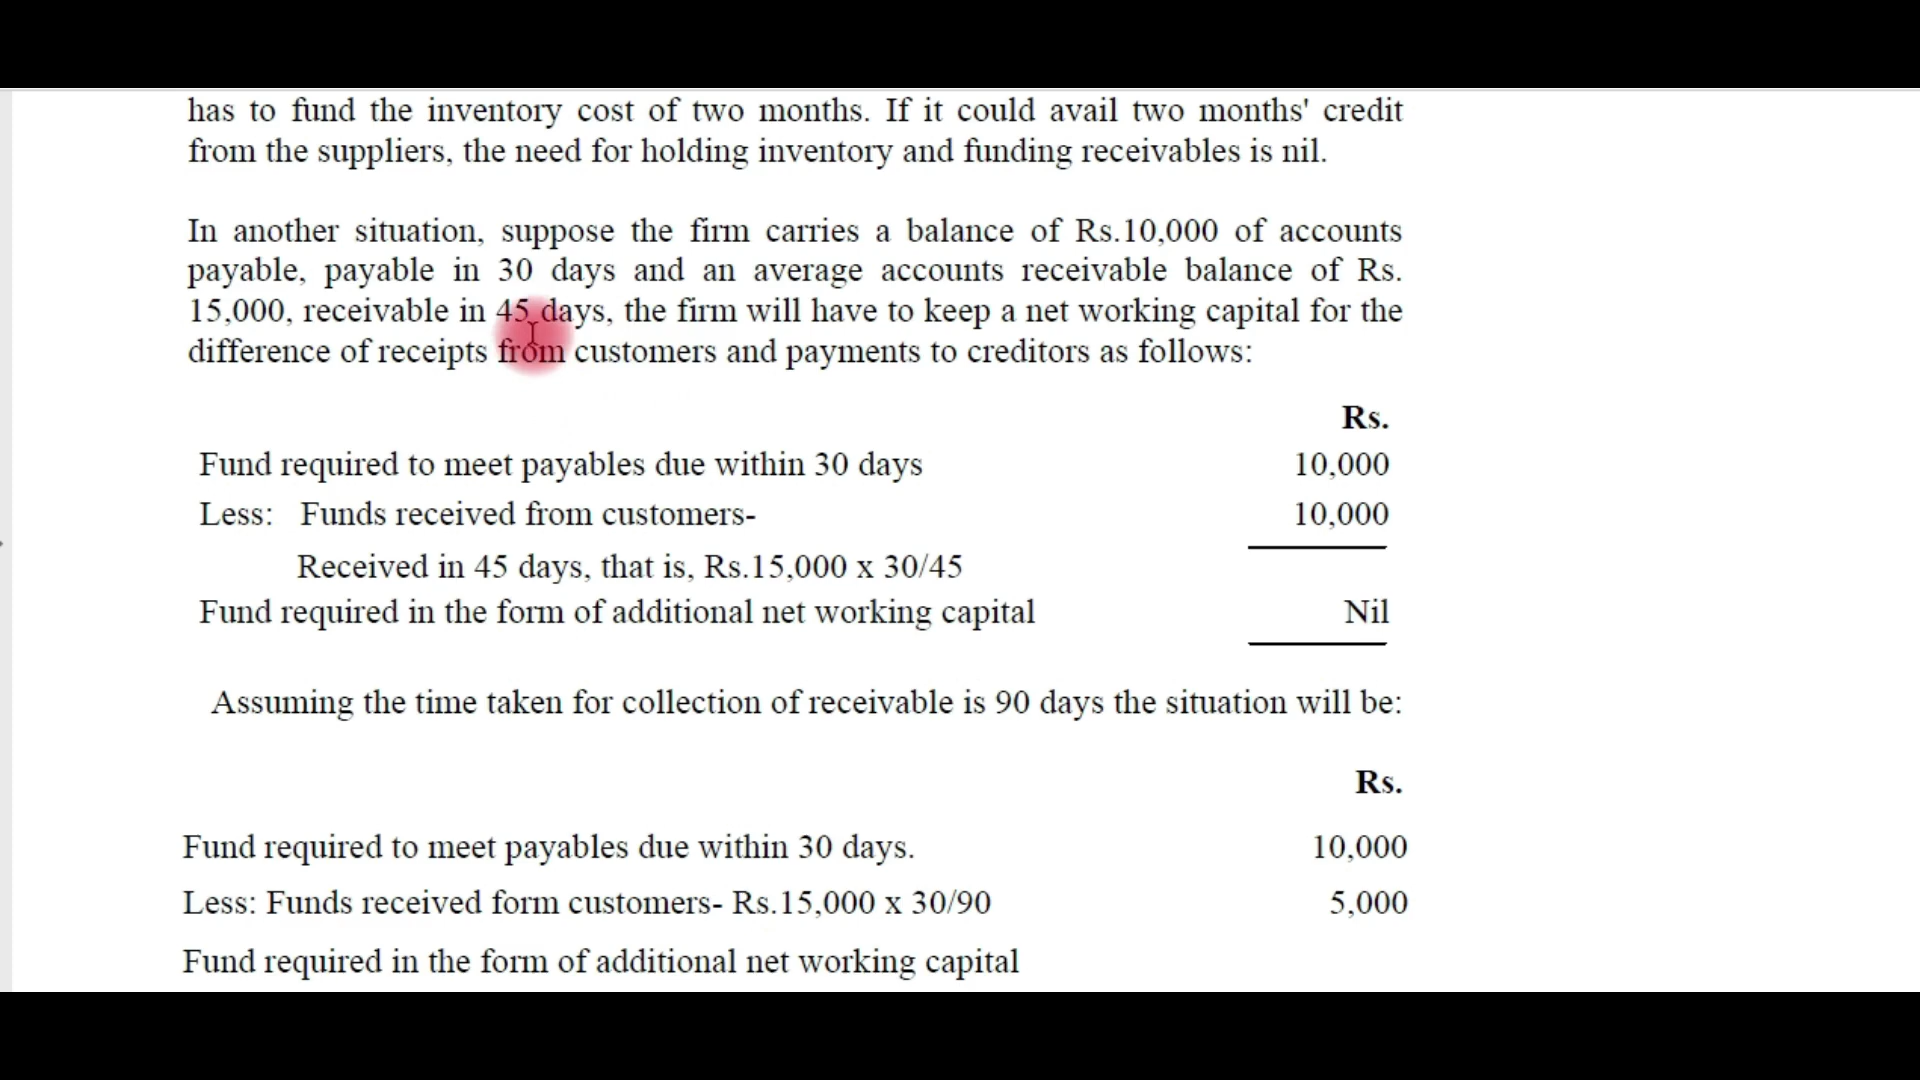 has to fund the inventory cost of two months. If it could avail two months' credit
from the suppliers, the need for holding inventory and funding receivables is nil.
In another situation, suppose the firm carries a balance of Rs.10,000 of accounts
payable, payable in 30 days and an average accounts receivable balance of Rs.
15,000, receivable in 45 days, the firm will have to keep a net working capital for the
difference of receipts from customers and payments to creditors as follows:
Rs.
Fund required to meet payables due within 30 days 10,000
Less: Funds received from customers- 10,000
Received in 45 days, that is, Rs.15,000 x 30/45
Fund required in the form of additional net working capital Nil
Assuming the time taken for collection of receivable is 90 days the situation will be:
Rs.
Fund required to meet payables due within 30 days. 10,000
Less: Funds received form customers- Rs.15,000 x 30/90 5,000
Fund required in the form of additional net working capital